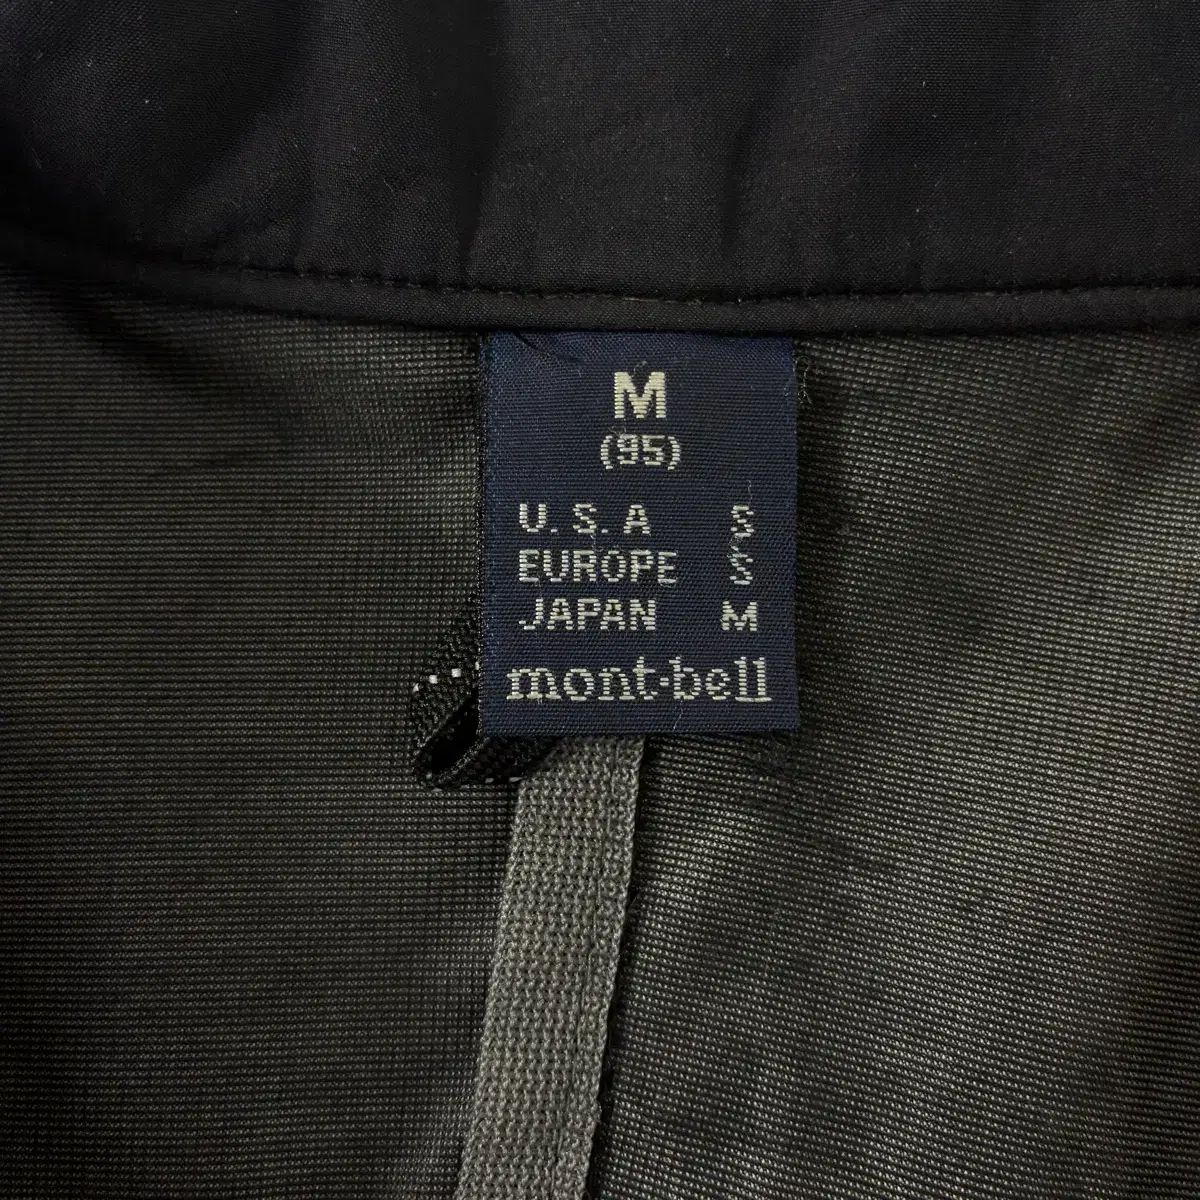 M
(95)
U.S.A S
EUROPE S
JAPAN M
mont·bell